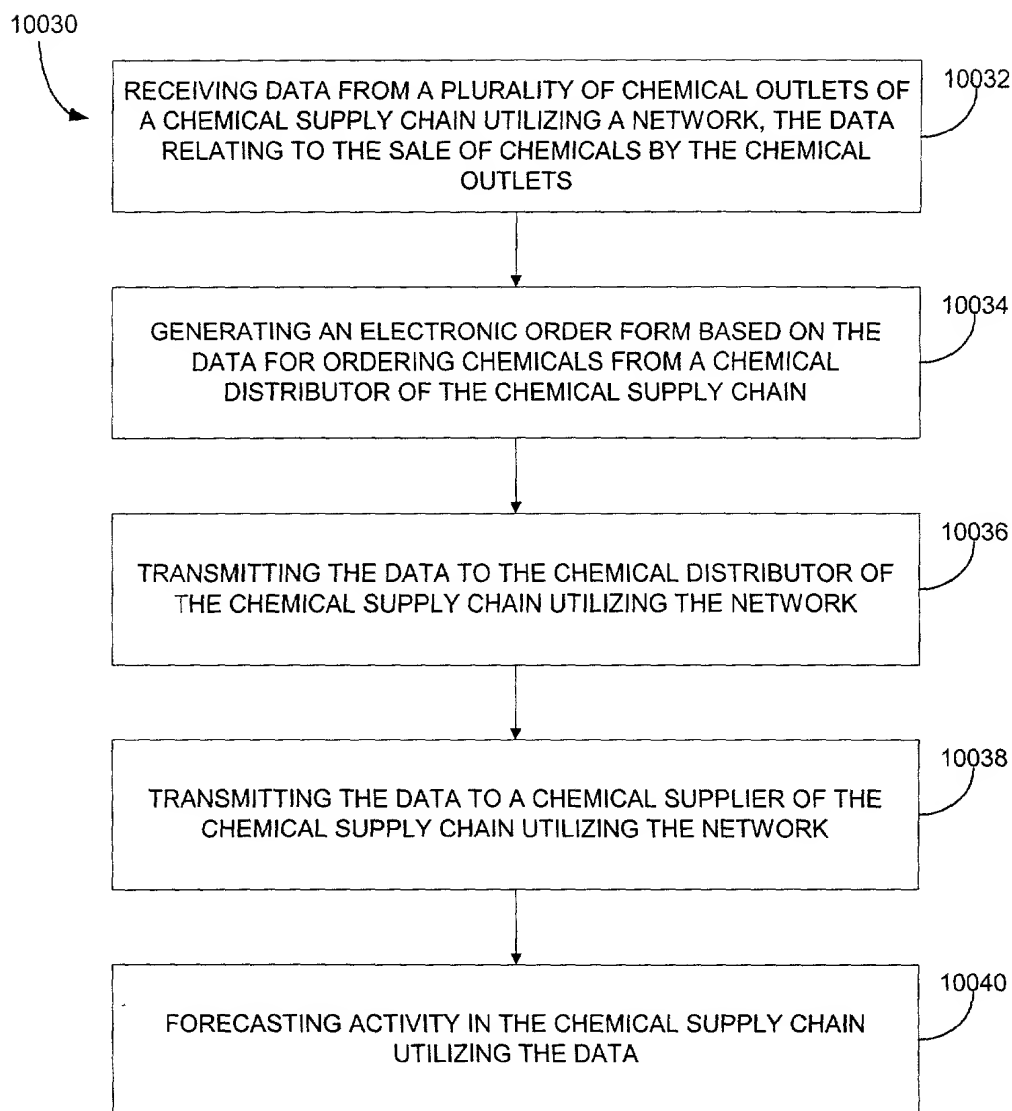 10030
RECEIVING DATA FROM A PLURALITY OF CHEMICAL OUTLETS OF
A CHEMICAL SUPPLY CHAIN UTILIZING A NETWORK, THE DATA
RELATING TO THE SALE OF CHEMICALS BY THE CHEMICAL
OUTLETS
10032
GENERATING AN ELECTRONIC ORDER FORM BASED ON THE
DATA FOR ORDERING CHEMICALS FROM A CHEMICAL
DISTRIBUTOR OF THE CHEMICAL SUPPLY CHAIN
10034
TRANSMITTING THE DATA TO THE CHEMICAL DISTRIBUTOR OF
THE CHEMICAL SUPPLY CHAIN UTILIZING THE NETWORK
10036
TRANSMITTING THE DATA TO A CHEMICAL SUPPLIER OF THE
CHEMICAL SUPPLY CHAIN UTILIZING THE NETWORK
10038
FORECASTING ACTIVITY IN THE CHEMICAL SUPPLY CHAIN
UTILIZING THE DATA
10040